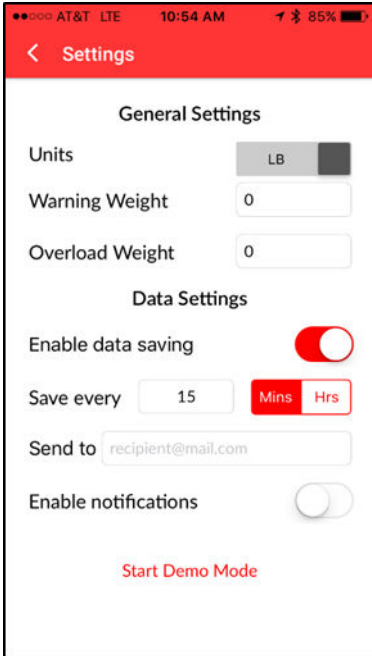 AT&T LTE 10:54 AM 85%
Settings
General Settings
Units LB
Warning Weight 0
Overload Weight 0
Data Settings
Enable data saving
Save every 15 Mins Hrs
Send to recipient@mail.com
Enable notifications
Start Demo Mode